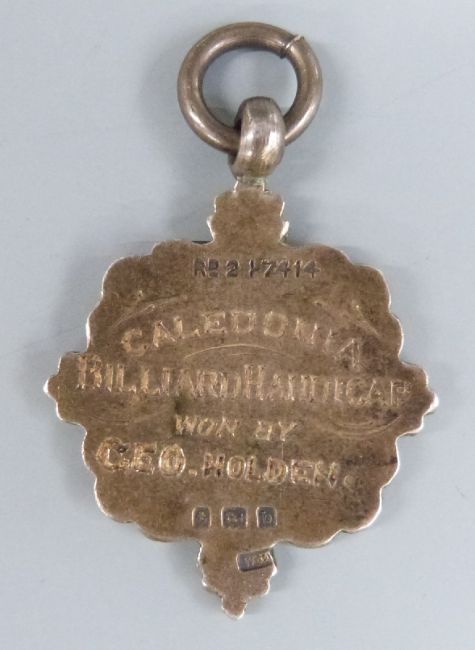 RD 217414
CALEDONIA
BILLIARD HANDICAP
WON BY
GEO. HOLDEN.